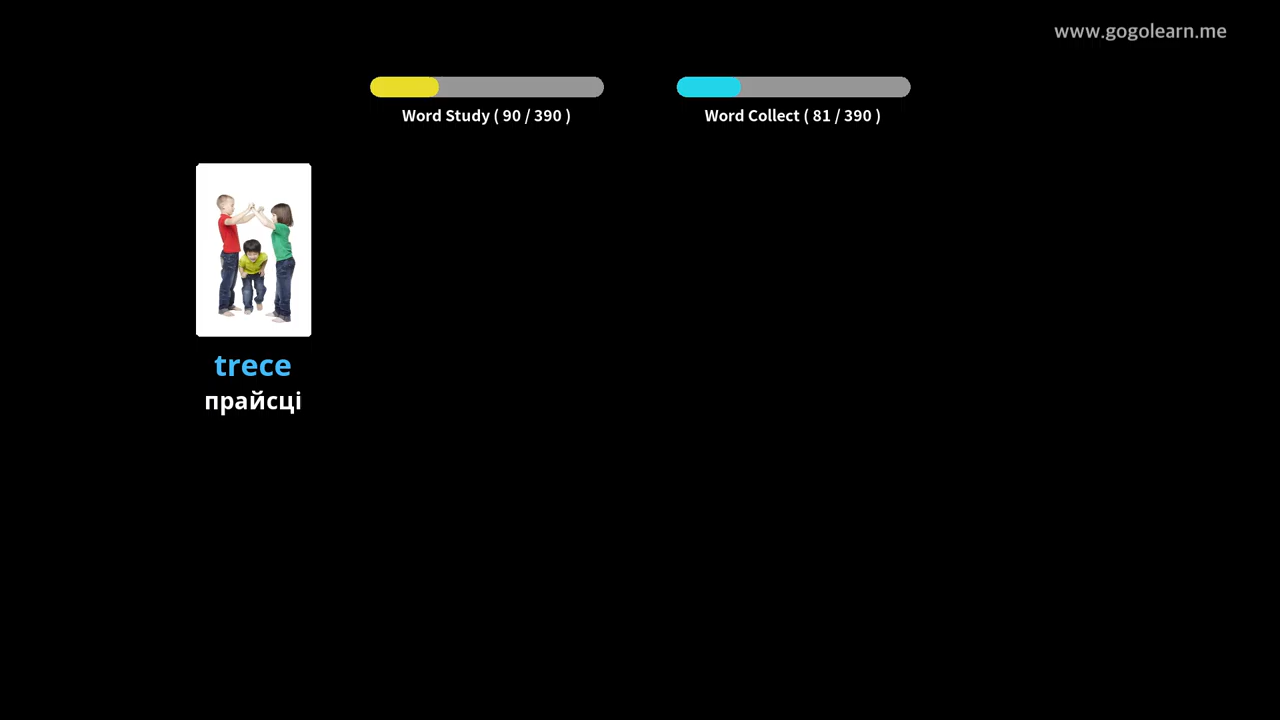 www.gogolearn.me
Word Study ( 90 / 390 )
Word Collect ( 81 / 390 )
trece
прайсці